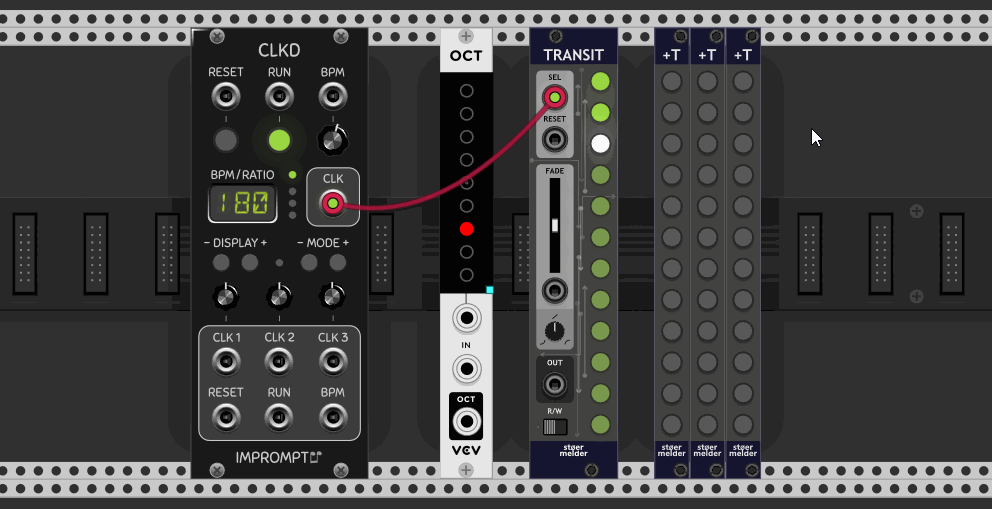 CLKD
RESET RUN BPM
BPM/RATIO
CLK
180
− DISPLAY +
− MODE +
CLK 1 CLK 2 CLK 3
RESET RUN BPM
IMPROMPT
OCT
IN
OCT
VCV
TRANSIT
SEL
RESET
FADE
OUT
R/W
støer
melder
+T +T +T
støer støer støer
melder melder melder